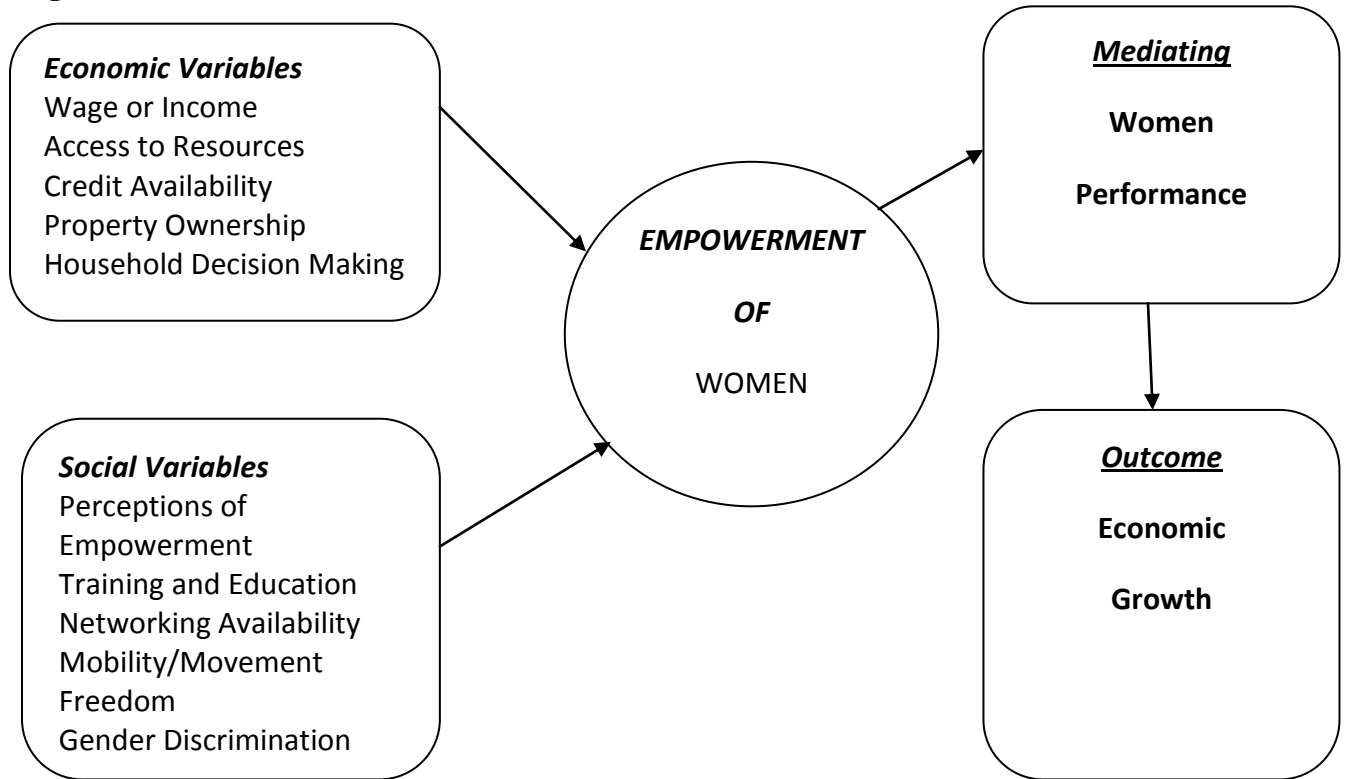 Economic Variables
Wage or Income
Access to Resources
Credit Availability
Property Ownership
Household Decision Making
Social Variables
Perceptions of
Empowerment
Training and Education
Networking Availability
Mobility/Movement
Freedom
Gender Discrimination
EMPOWERMENT
OF
WOMEN
Mediating
Women
Performance
Outcome
Economic
Growth